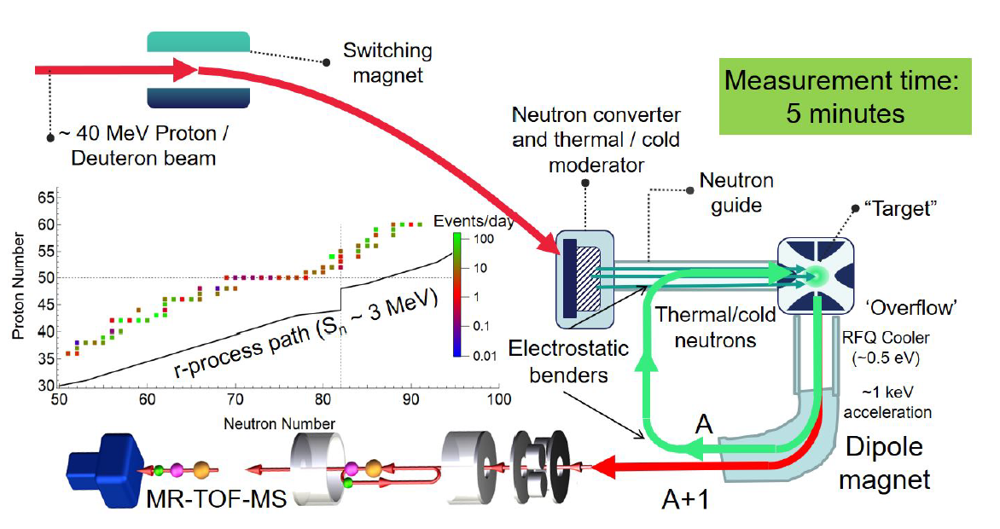 Switching
magnet
~ 40 MeV Proton /
Deuteron beam
Measurement time:
5 minutes
Neutron converter
and thermal / cold
moderator
Neutron
guide
“Target”
Thermal/cold
neutrons
Electrostatic
benders
‘Overflow’
RFQ Cooler
(~0.5 eV)
~1 keV
acceleration
Dipole
magnet
A
A+1
MR-TOF-MS
Proton Number
65
60
55
50
45
40
35
30
50
60
70
80
90
100
Neutron Number
r-process path (Sn ~ 3 MeV)
Events/day
100
10
1
0.1
0.01